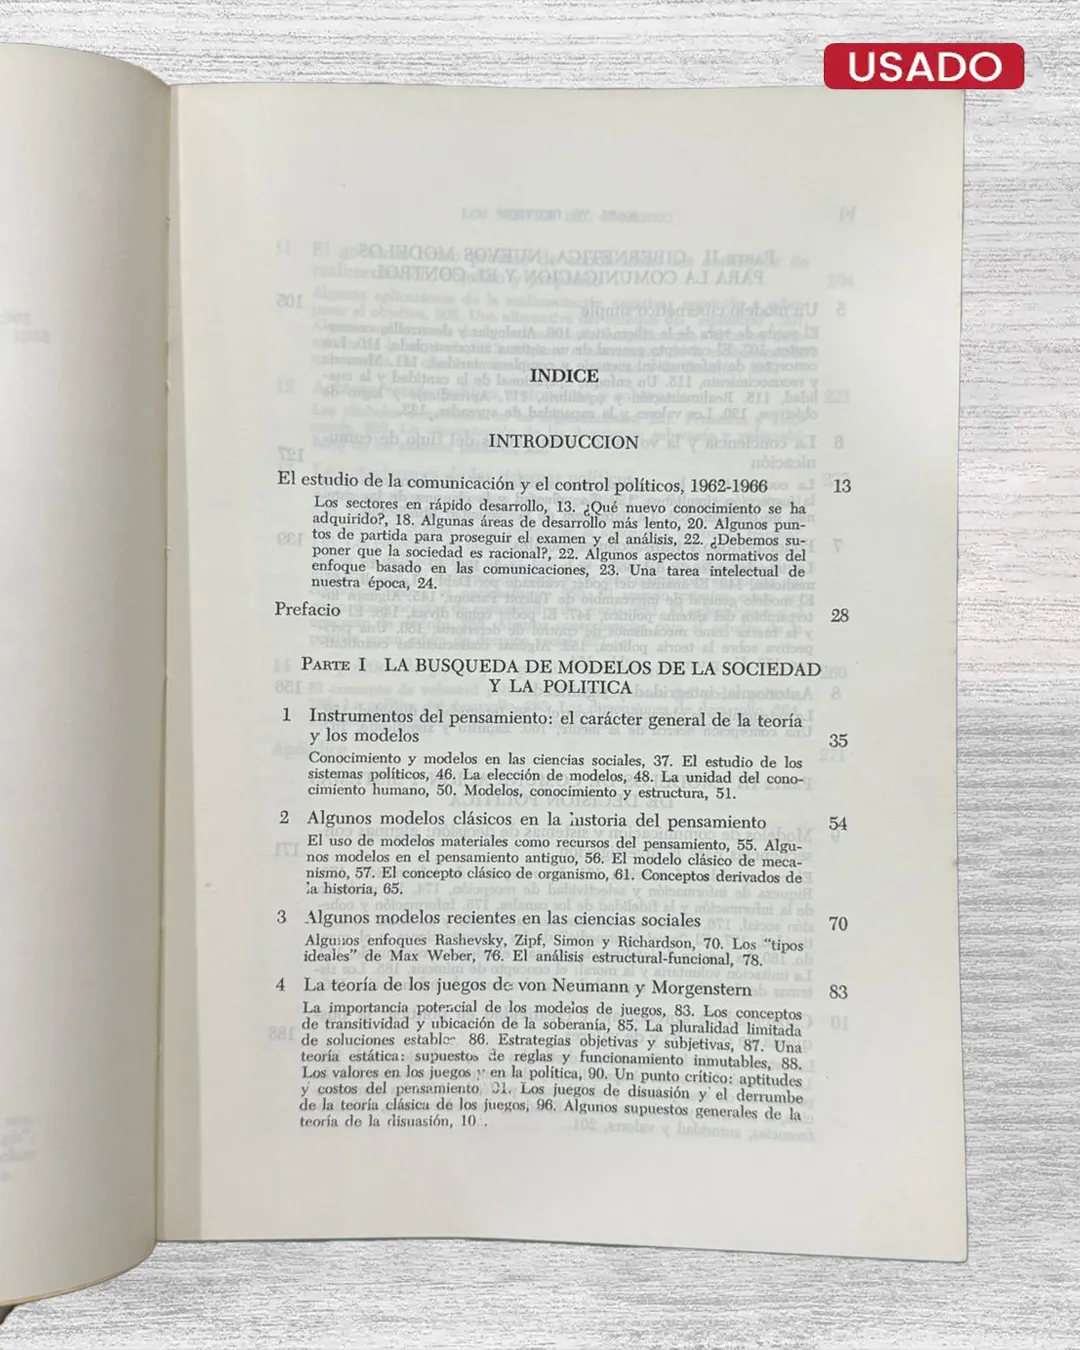 USADO
INDICE
INTRODUCCION
El estudio de la comunicación y el control políticos, 1962-1966 13
Los sectores en rápido desarrollo, 13. ¿Qué nuevo conocimiento se ha
adquirido?, 18. Algunas áreas de desarrollo más lento, 20. Algunos pun-
tos de partida para proseguir el examen y el análisis, 22. ¿Debemos su-
poner que la sociedad es racional?, 22. Algunos aspectos normativos del
enfoque basado en las comunicaciones, 23. Una tarea intelectual de
nuestra época, 24.
Prefacio 28
PARTE I LA BUSQUEDA DE MODELOS DE LA SOCIEDAD
Y LA POLITICA
1 Instrumentos del pensamiento: el carácter general de la teoría
y los modelos 35
Conocimiento y modelos en las ciencias sociales, 37. El estudio de los
sistemas políticos, 46. La elección de modelos, 48. La unidad del cono-
cimiento humano, 50. Modelos, conocimiento y estructura, 51.
2 Algunos modelos clásicos en la historia del pensamiento 54
El uso de modelos materiales como recursos del pensamiento, 55. Algu-
nos modelos en el pensamiento antiguo, 56. El modelo clásico de meca-
nismo, 57. El concepto clásico de organismo, 61. Conceptos derivados de
la historia, 65.
3 Algunos modelos recientes en las ciencias sociales 70
Algunos enfoques Rashevsky, Zipf, Simon y Richardson, 70. Los "tipos
ideales" de Max Weber, 76. El análisis estructural-funcional, 78.
4 La teoría de los juegos de von Neumann y Morgenstern 83
La importancia potencial de los modelos de juegos, 83. Los conceptos
de transitividad y ubicación de la soberanía, 85. La pluralidad limitada
de soluciones 86. Estrategias objetivas y subjetivas, 87. Una
teoría estática: supuestos de reglas y funcionamiento inmutables, 88.
Los valores en los juegos y en la política, 90. Un punto crítico: aptitudes
y costos del pensamiento 91. Los juegos de disuasión y el derrumbe
de la teoría clásica de los juegos, 96. Algunos supuestos generales de la
teoría de la disuasión,